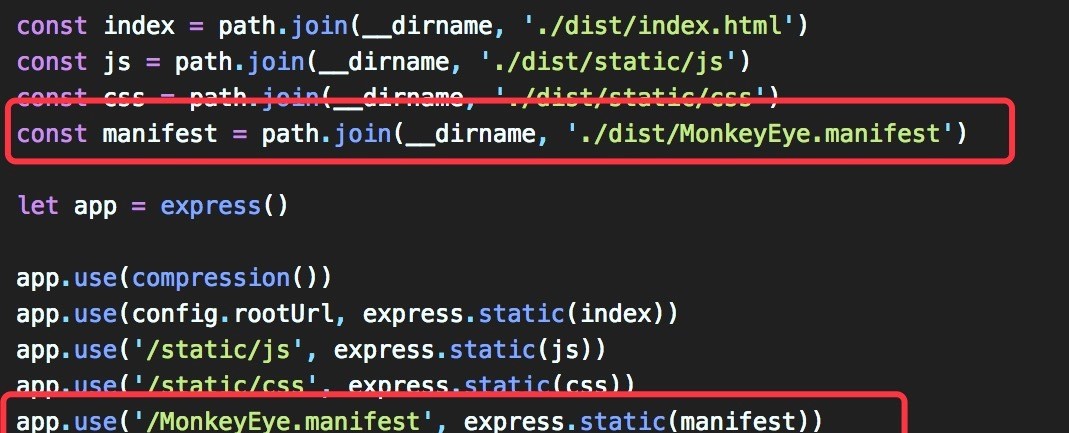 const index = path.join(__dirname, './dist/index.html')
const js = path.join(__dirname, './dist/static/js')
const css = path.join(__dirname, './dist/static/css')
const manifest = path.join(__dirname, './dist/MonkeyEye.manifest')
let app = express()
app.use(compression())
app.use(config.rootUrl, express.static(index))
app.use('/static/js', express.static(js))
app.use('/static/css', express.static(css))
app.use('/MonkeyEye.manifest', express.static(manifest))